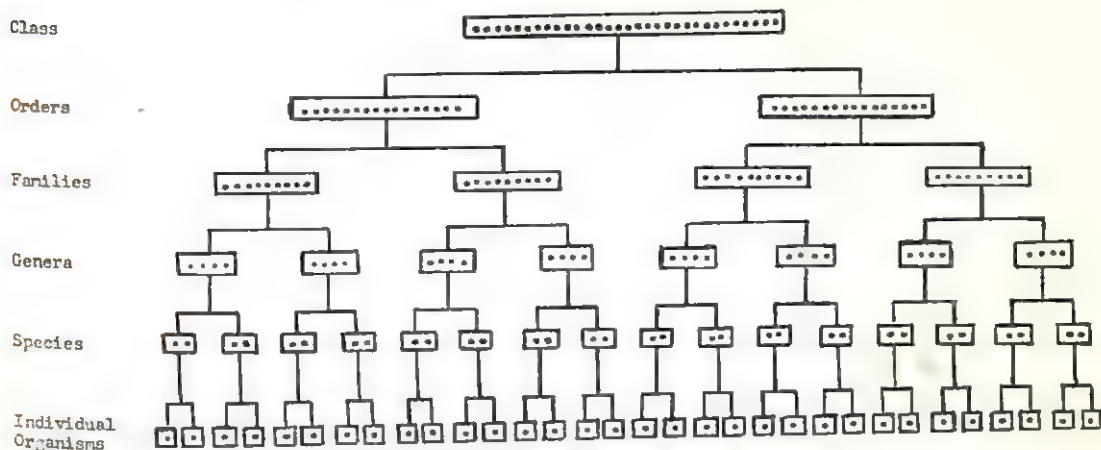 Class
Orders
Families
Genera
Species
Individual
Organisms